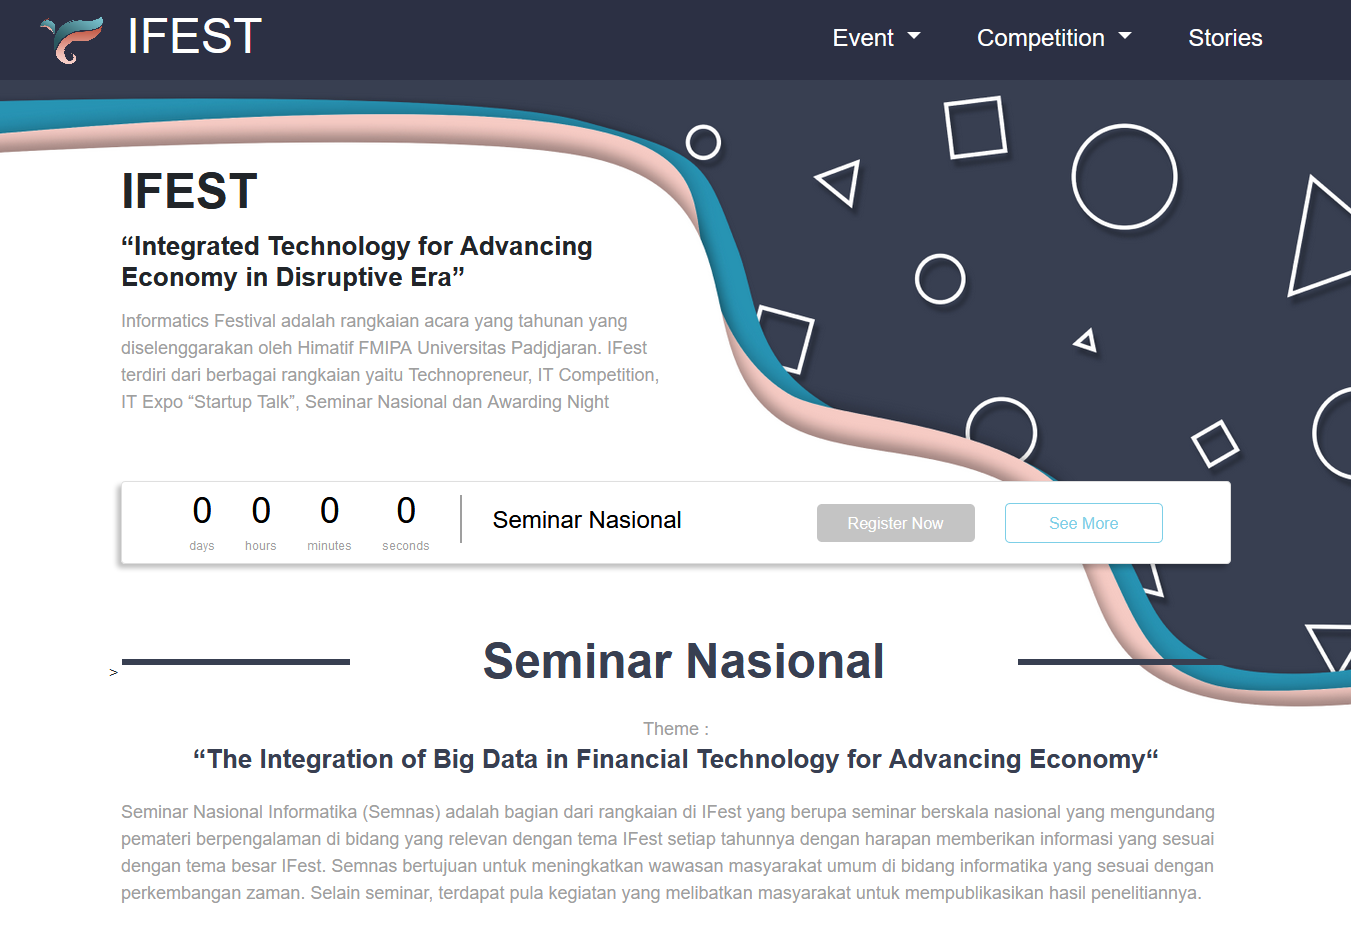 IFEST
Event
Competition
Stories
IFEST
“Integrated Technology for Advancing
Economy in Disruptive Era”
Informatics Festival adalah rangkaian acara yang tahunan yang
diselenggarakan oleh Himatif FMIPA Universitas Padjdjaran. IFest
terdiri dari berbagai rangkaian yaitu Technopreneur, IT Competition,
IT Expo “Startup Talk”, Seminar Nasional dan Awarding Night
0 0 0 0
days hours minutes seconds
Seminar Nasional
Register Now
See More
>
Seminar Nasional
Theme :
“The Integration of Big Data in Financial Technology for Advancing Economy“
Seminar Nasional Informatika (Semnas) adalah bagian dari rangkaian di IFest yang berupa seminar berskala nasional yang mengundang
pemateri berpengalaman di bidang yang relevan dengan tema IFest setiap tahunnya dengan harapan memberikan informasi yang sesuai
dengan tema besar IFest. Semnas bertujuan untuk meningkatkan wawasan masyarakat umum di bidang informatika yang sesuai dengan
perkembangan zaman. Selain seminar, terdapat pula kegiatan yang melibatkan masyarakat untuk mempublikasikan hasil penelitiannya.